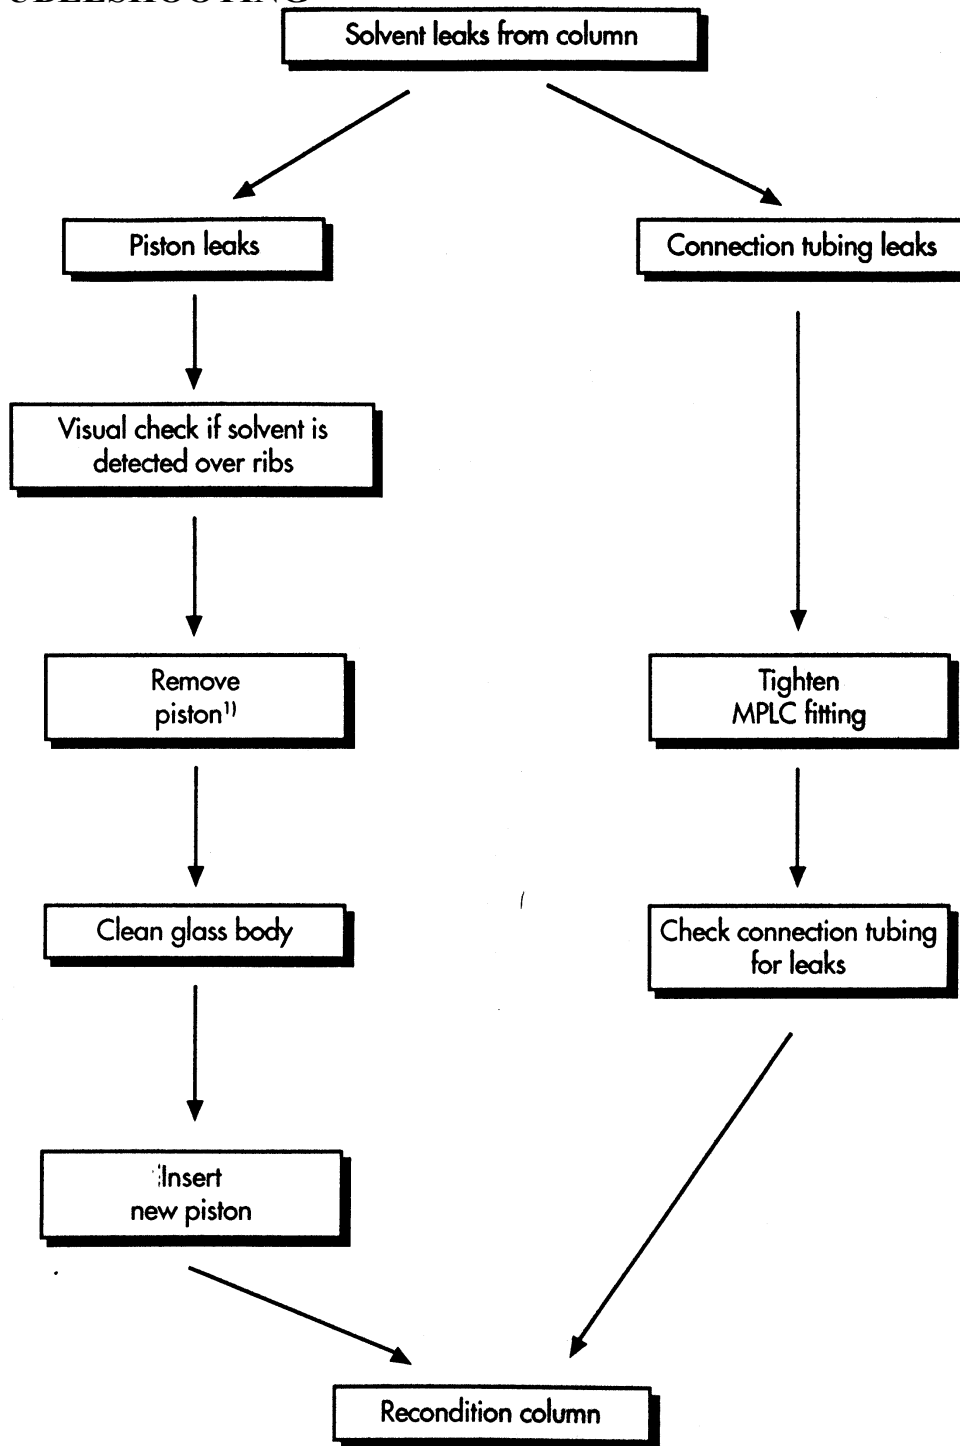 Solvent leaks from column
Piston leaks
Connection tubing leaks
Visual check if solvent is
detected over ribs
Remove
piston¹⁾
Tighten
MPLC fitting
Clean glass body
Check connection tubing
for leaks
Insert
new piston
Recondition column